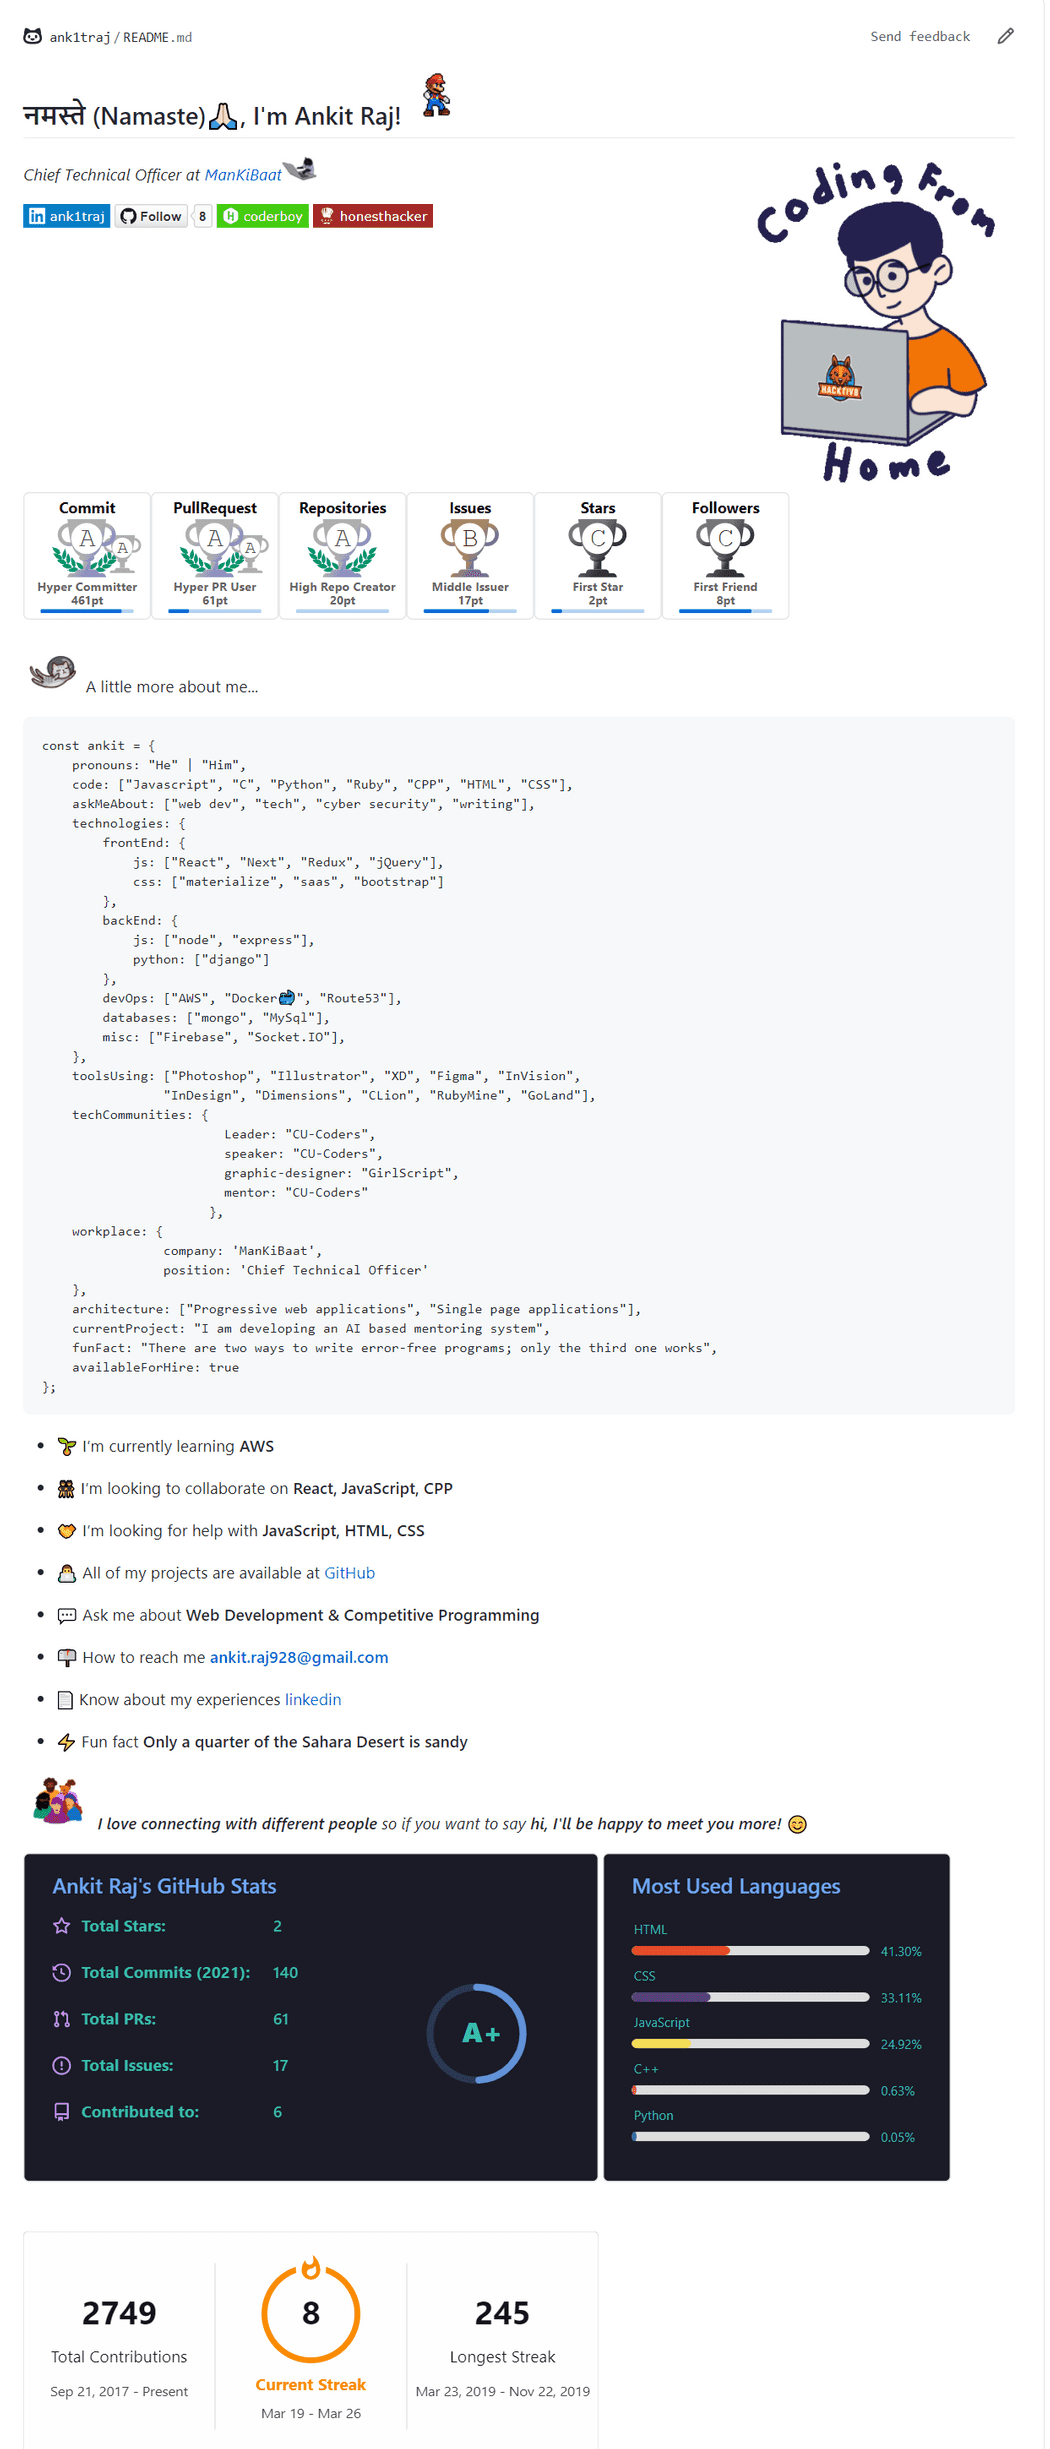 ank1traj / README.md
Send feedback
नमस्ते (Namaste)🙏🏻, I'm Ankit Raj!
Chief Technical Officer at ManKiBaat
ank1traj Follow 8 coderboy honesthacker
Coding From
HACKTIV8
Home
Commit PullRequest Repositories Issues Stars Followers
A A A A A B C C
Hyper Committer Hyper PR User High Repo Creator Middle Issuer First Star First Friend
461pt 61pt 20pt 17pt 2pt 8pt
A little more about me...
const ankit = {
    pronouns: "He" | "Him",
    code: ["Javascript", "C", "Python", "Ruby", "CPP", "HTML", "CSS"],
    askMeAbout: ["web dev", "tech", "cyber security", "writing"],
    technologies: {
        frontEnd: {
            js: ["React", "Next", "Redux", "jQuery"],
            css: ["materialize", "saas", "bootstrap"]
        },
        backEnd: {
            js: ["node", "express"],
            python: ["django"]
        },
        devOps: ["AWS", "Docker🐳", "Route53"],
        databases: ["mongo", "MySql"],
        misc: ["Firebase", "Socket.IO"],
    },
    toolsUsing: ["Photoshop", "Illustrator", "XD", "Figma", "InVision",
                "InDesign", "Dimensions", "CLion", "RubyMine", "GoLand"],
    techCommunities: {
                        Leader: "CU-Coders",
                        speaker: "CU-Coders",
                        graphic-designer: "GirlScript",
                        mentor: "CU-Coders"
                      },
    workplace: {
                company: 'ManKiBaat',
                position: 'Chief Technical Officer'
    },
    architecture: ["Progressive web applications", "Single page applications"],
    currentProject: "I am developing an AI based mentoring system",
    funFact: "There are two ways to write error-free programs; only the third one works",
    availableForHire: true
};
• 🌱 I'm currently learning AWS
• 👯 I'm looking to collaborate on React, JavaScript, CPP
• 🤝 I'm looking for help with JavaScript, HTML, CSS
• 👨‍💻 All of my projects are available at GitHub
• 💬 Ask me about Web Development & Competitive Programming
• 📫 How to reach me ankit.raj928@gmail.com
• 📄 Know about my experiences linkedin
• ⚡ Fun fact Only a quarter of the Sahara Desert is sandy
I love connecting with different people so if you want to say hi, I'll be happy to meet you more! 😊
Ankit Raj's GitHub Stats
Total Stars: 2
Total Commits (2021): 140
Total PRs: 61
Total Issues: 17
Contributed to: 6
A+
Most Used Languages
HTML
41.30%
CSS
33.11%
JavaScript
24.92%
C++
0.63%
Python
0.05%
2749
Total Contributions
Sep 21, 2017 - Present
8
Current Streak
Mar 19 - Mar 26
245
Longest Streak
Mar 23, 2019 - Nov 22, 2019